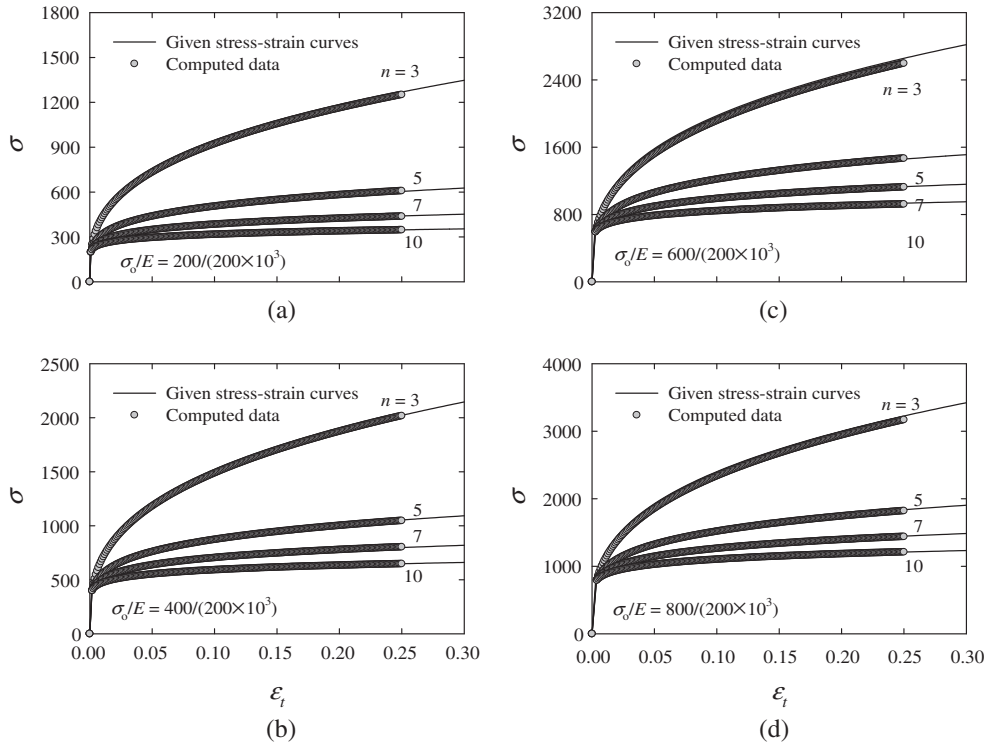 1800
1500
1200
900
600
300
0
σ
Given stress-strain curves
Computed data
n = 3
5
7
10
σ₀/E = 200/(200×10³)
(a)
3200
2400
1600
800
0
σ
Given stress-strain curves
Computed data
n = 3
5
7
10
σ₀/E = 600/(200×10³)
(c)
2500
2000
1500
1000
500
0
σ
Given stress-strain curves
Computed data
n = 3
5
7
10
σ₀/E = 400/(200×10³)
0.00 0.05 0.10 0.15 0.20 0.25 0.30
εₜ
(b)
4000
3000
2000
1000
0
σ
Given stress-strain curves
Computed data
n = 3
5
7
10
σ₀/E = 800/(200×10³)
0.00 0.05 0.10 0.15 0.20 0.25 0.30
εₜ
(d)